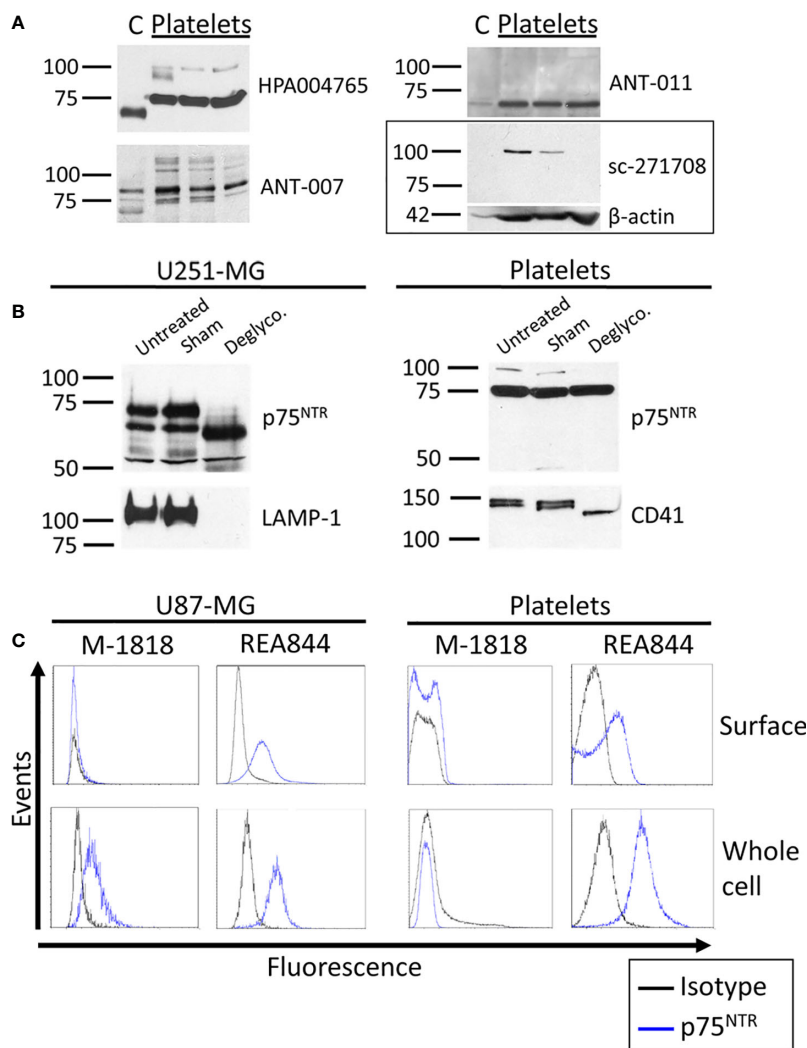 A
C Platelets
100
75
HPA004765
100
75
ANT-007
C Platelets
100
75
ANT-011
100
75
sc-271708
42
β-actin
B
U251-MG
Untreated
Sham
Deglyco.
100
75
50
p75NTR
100
75
LAMP-1
Platelets
Untreated
Sham
Deglyco.
100
75
50
p75NTR
150
100
CD41
C
U87-MG
Platelets
M-1818
REA844
M-1818
REA844
Surface
Whole
cell
Events
Fluorescence
Isotype
p75NTR